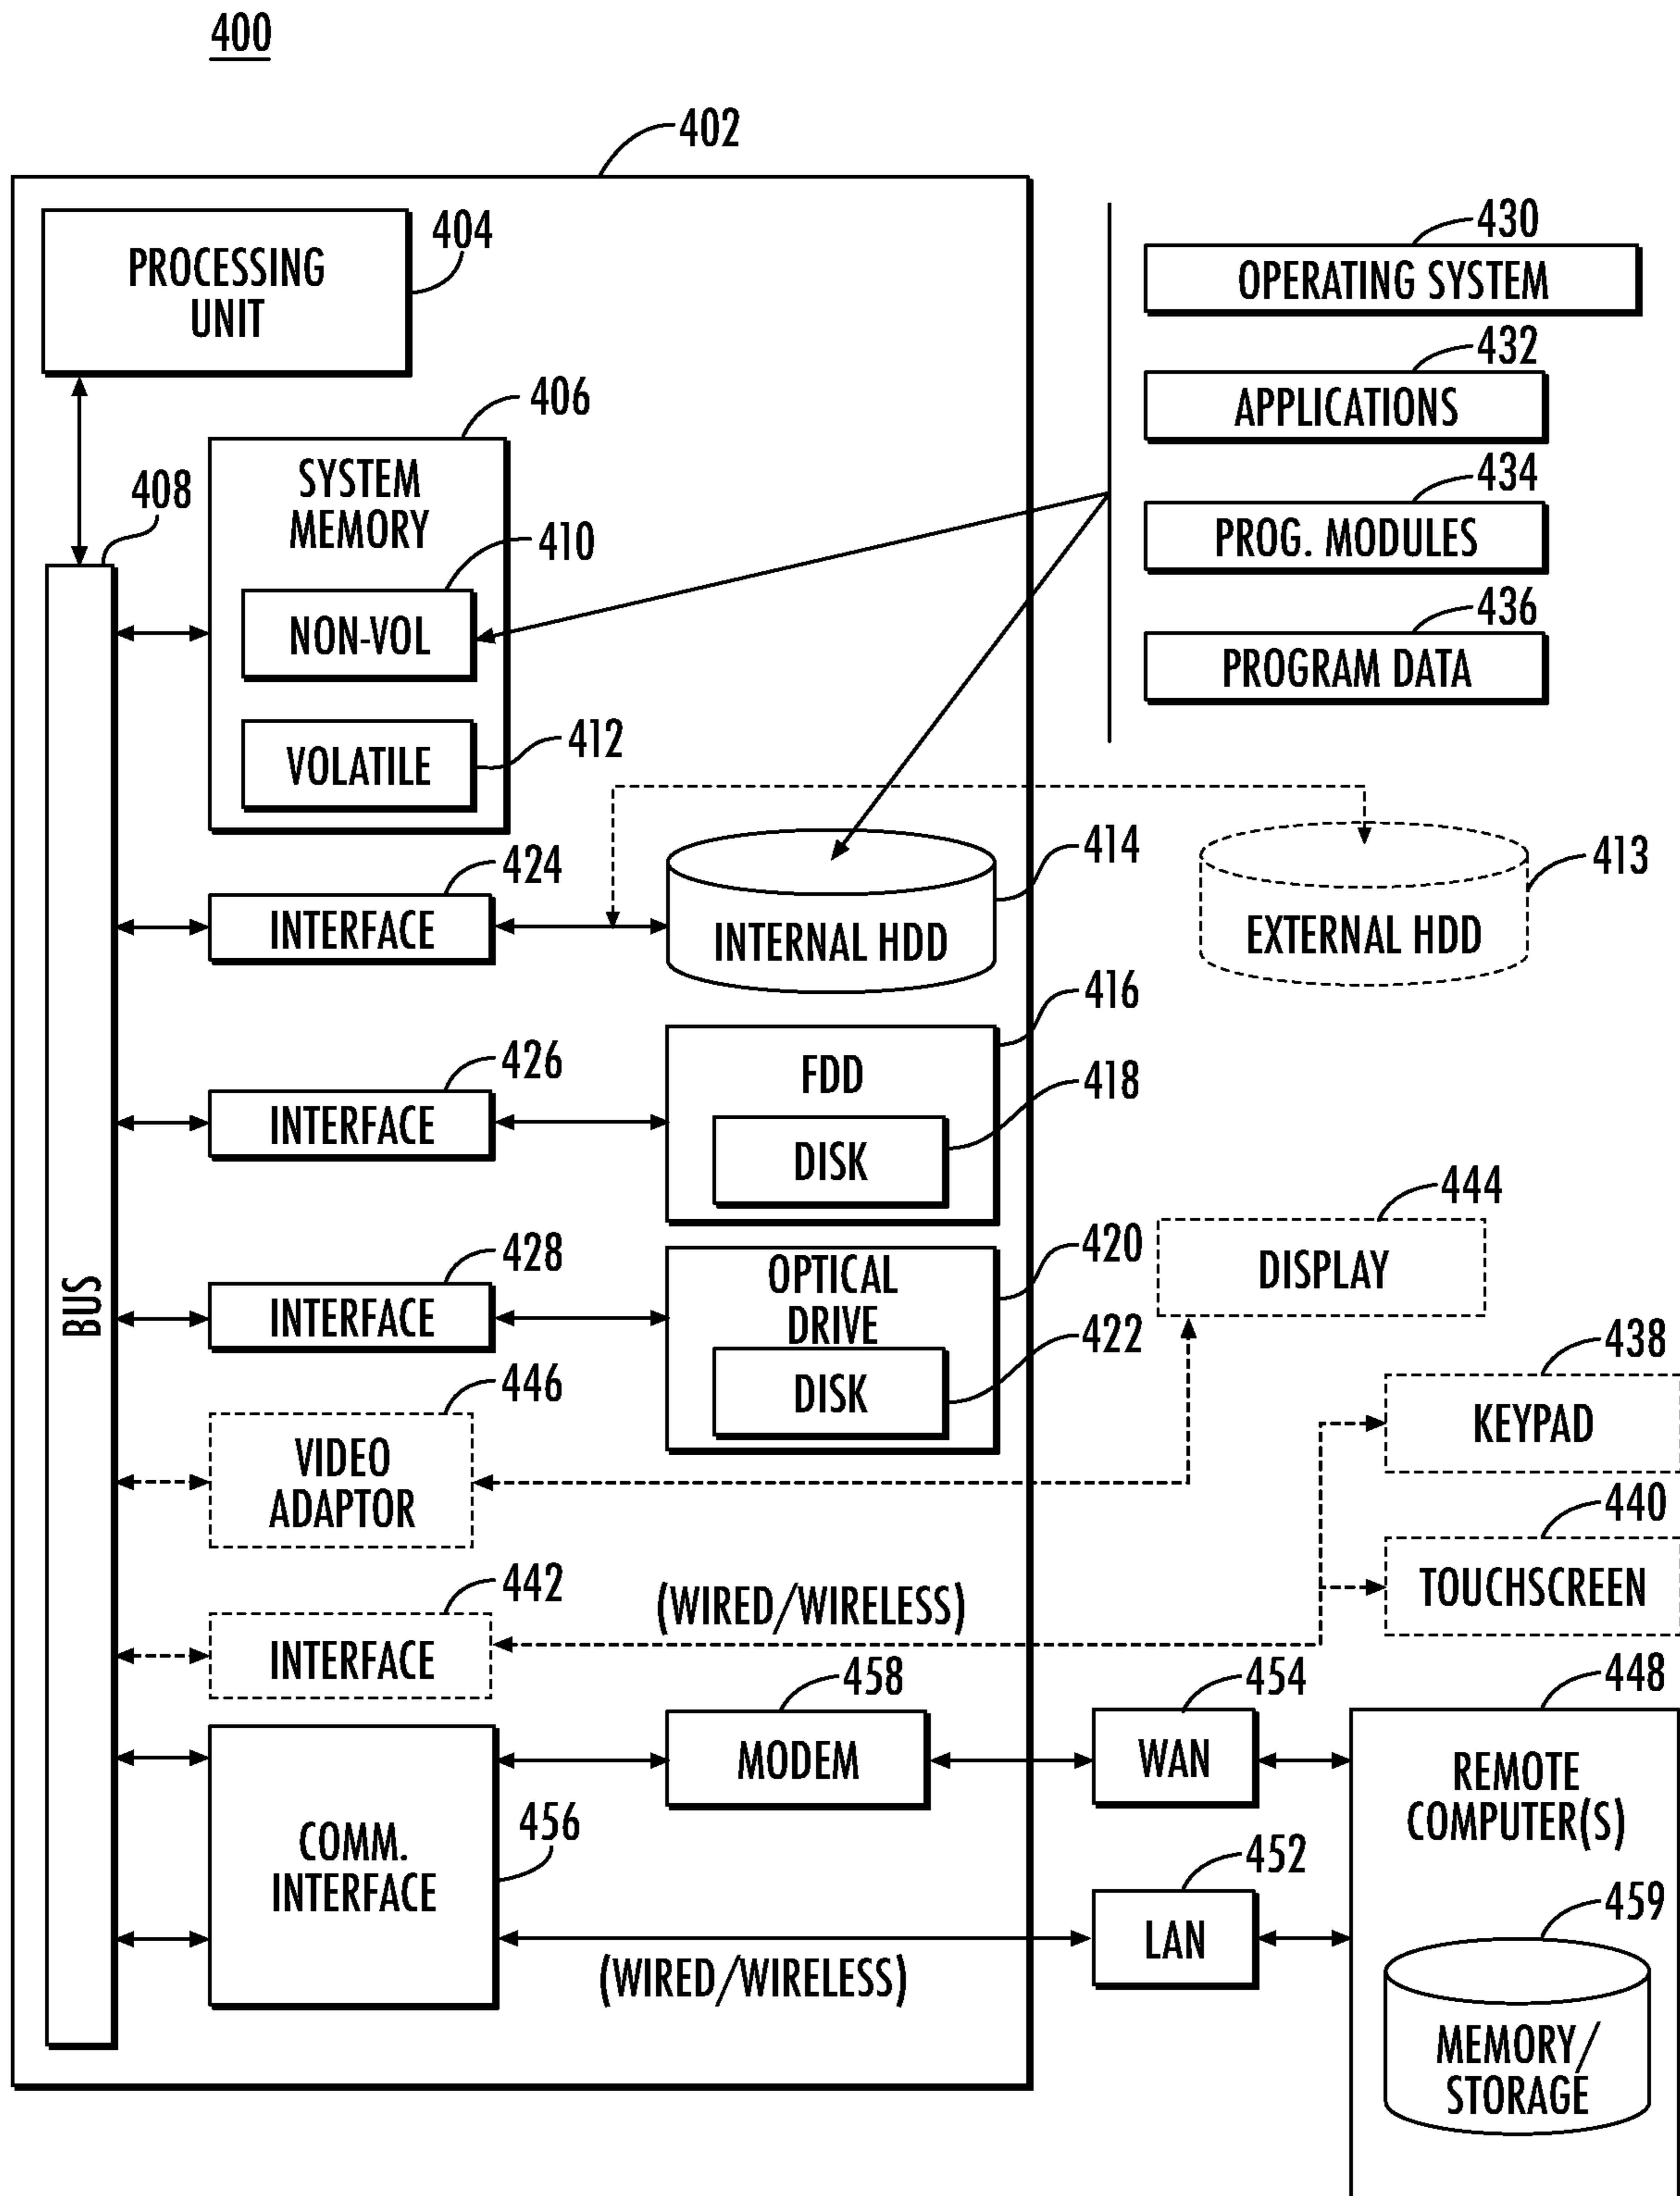 400
402
PROCESSING
UNIT
404
430
OPERATING SYSTEM
432
APPLICATIONS
434
PROG. MODULES
436
PROGRAM DATA
406
SYSTEM
MEMORY
408
410
NON-VOL
412
VOLATILE
424
INTERFACE
414
INTERNAL HDD
413
EXTERNAL HDD
426
INTERFACE
416
FDD
418
DISK
428
INTERFACE
420
OPTICAL
DRIVE
422
DISK
444
DISPLAY
BUS
446
VIDEO
ADAPTOR
438
KEYPAD
440
TOUCHSCREEN
442
INTERFACE
(WIRED/WIRELESS)
458
MODEM
454
WAN
448
REMOTE
COMPUTER(S)
456
COMM.
INTERFACE
452
LAN
(WIRED/WIRELESS)
459
MEMORY/
STORAGE